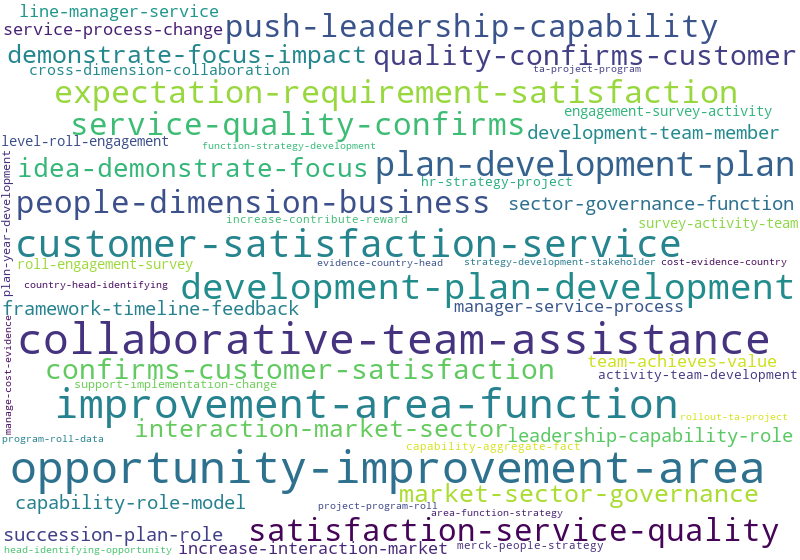 line-manager-service
push-leadership-capability
service-process-change
demonstrate-focus-impact
quality-confirms-customer
cross-dimension-collaboration
ta-project-program
expectation-requirement-satisfaction
engagement-survey-activity
service-quality-confirms
development-team-member
level-roll-engagement
function-strategy-development
idea-demonstrate-focus
plan-development-plan
hr-strategy-project
plan-year-development
people-dimension-business
sector-governance-function
increase-contribute-reward
survey-activity-team
customer-satisfaction-service
roll-engagement-survey
evidence-country-head
strategy-development-stakeholder
cost-evidence-country
country-head-identifying
development-plan-development
framework-timeline-feedback
manager-service-process
manage-cost-evidence
collaborative-team-assistance
confirms-customer-satisfaction
team-achieves-value
activity-team-development
support-implementation-change
improvement-area-function
rollout-ta-project
interaction-market-sector
leadership-capability-role
program-roll-data
capability-aggregate-fact
opportunity-improvement-area
market-sector-governance
capability-role-model
project-program-roll
area-function-strategy
succession-plan-role
satisfaction-service-quality
head-identifying-opportunity
increase-interaction-market
merck-people-strategy